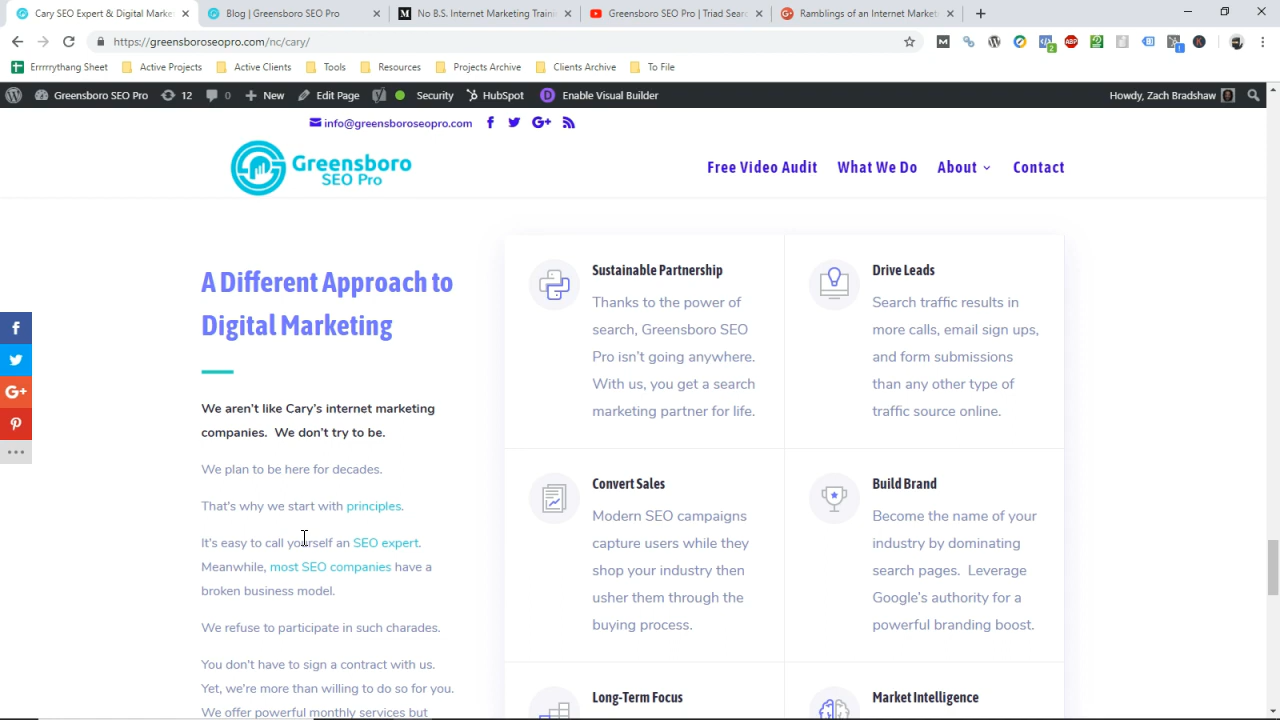 Cary SEO Expert & Digital Marke
Blog | Greensboro SEO Pro
No B.S. Internet Marketing Traini
Greensboro SEO Pro | Triad Searc
Ramblings of an Internet Markete
https://greensboroseopro.com/nc/cary/
Errrrrythang Sheet
Active Projects
Active Clients
Tools
Resources
Projects Archive
Clients Archive
To File
Greensboro SEO Pro
12
0
New
Edit Page
Security
HubSpot
Enable Visual Builder
Howdy, Zach Bradshaw
info@greensboroseopro.com
Greensboro
SEO Pro
Free Video Audit
What We Do
About
Contact
A Different Approach to
Digital Marketing
We aren't like Cary's internet marketing
companies.  We don't try to be.
We plan to be here for decades.
That's why we start with principles.
It's easy to call yourself an SEO expert.
Meanwhile, most SEO companies have a
broken business model.
We refuse to participate in such charades.
You don't have to sign a contract with us.
Yet, we're more than willing to do so for you.
We offer powerful monthly services but
Sustainable Partnership
Thanks to the power of
search, Greensboro SEO
Pro isn't going anywhere.
With us, you get a search
marketing partner for life.
Drive Leads
Search traffic results in
more calls, email sign ups,
and form submissions
than any other type of
traffic source online.
Convert Sales
Modern SEO campaigns
capture users while they
shop your industry then
usher them through the
buying process.
Build Brand
Become the name of your
industry by dominating
search pages.  Leverage
Google's authority for a
powerful branding boost.
Long-Term Focus
Market Intelligence